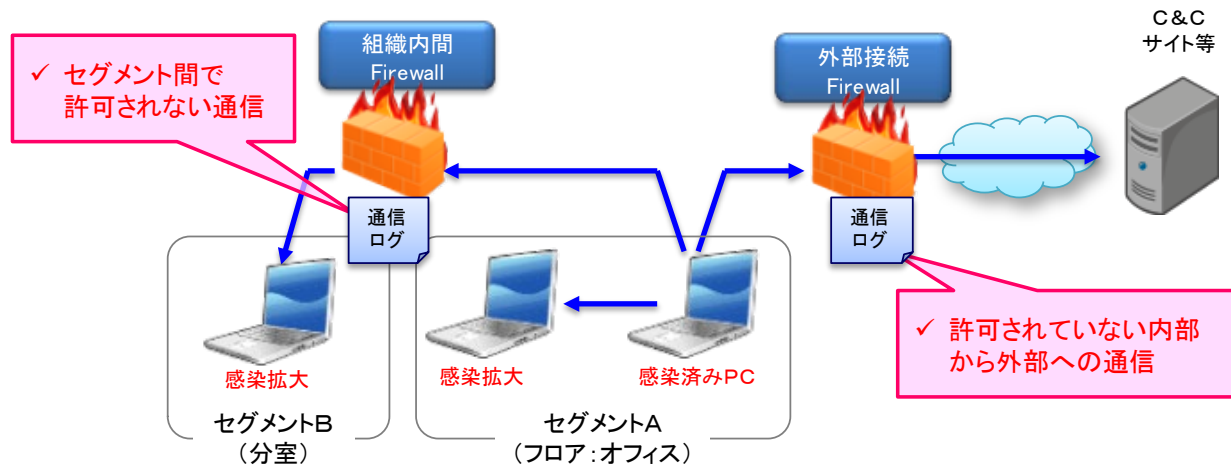 C&C
サイト等
組織内間
Firewall
外部接続
Firewall
✓ セグメント間で
許可されない通信
通信
ログ
通信
ログ
✓ 許可されていない内部
から外部への通信
感染拡大
感染拡大
感染済みPC
セグメントB
（分室）
セグメントA
（フロア：オフィス）